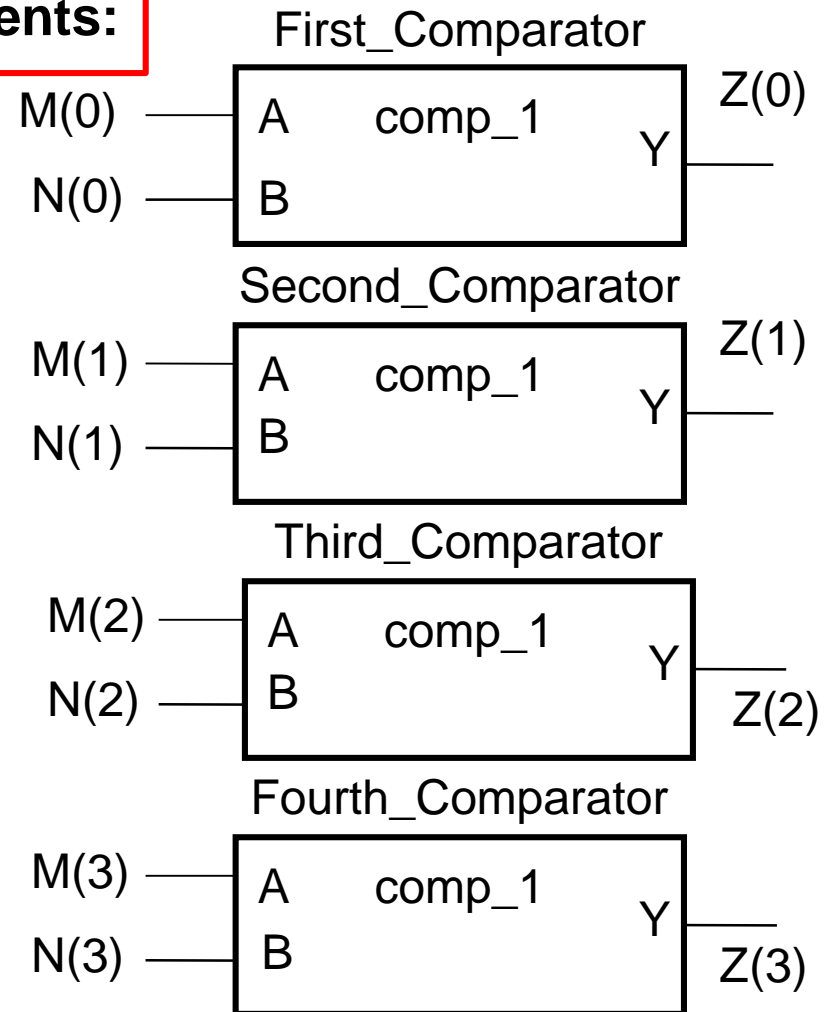 ents:
First_Comparator
M(0) A comp_1 Z(0)
Y
N(0) B
Second_Comparator
M(1) A comp_1 Z(1)
Y
N(1) B
Third_Comparator
M(2) A comp_1
Y
N(2) B Z(2)
Fourth_Comparator
M(3) A comp_1
Y
N(3) B Z(3)